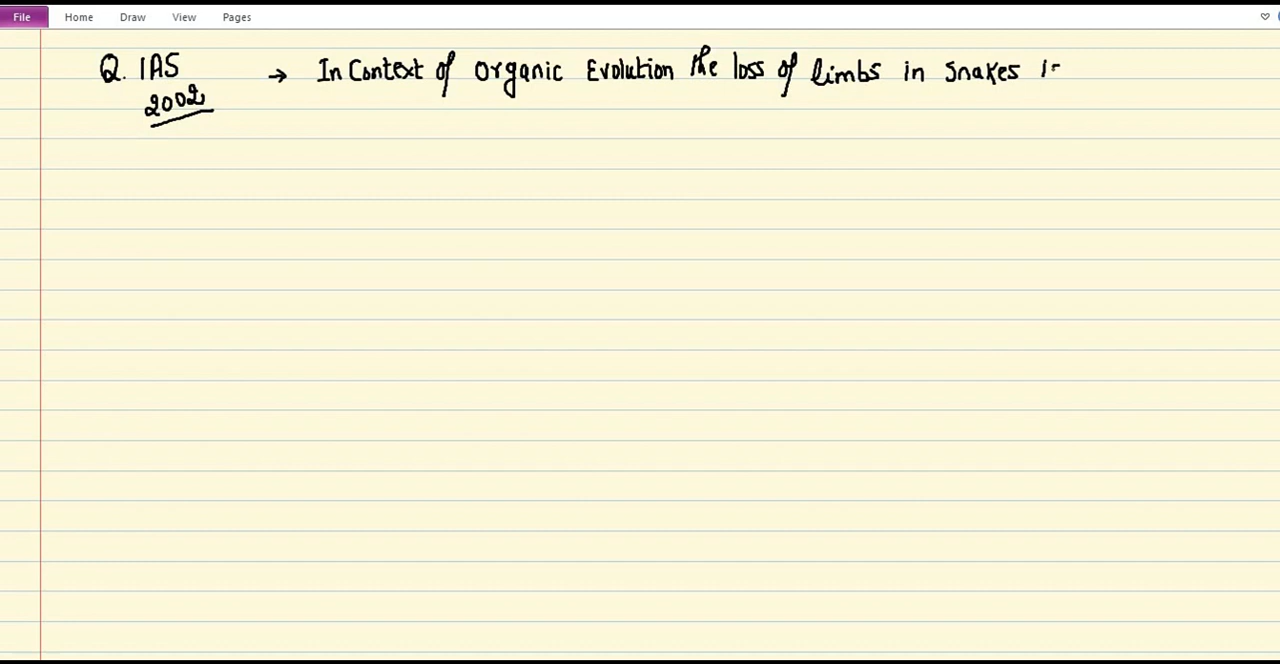 File Home Draw View Pages
Q. IAS → In Context of Organic Evolution the loss of limbs in Snakes
2002